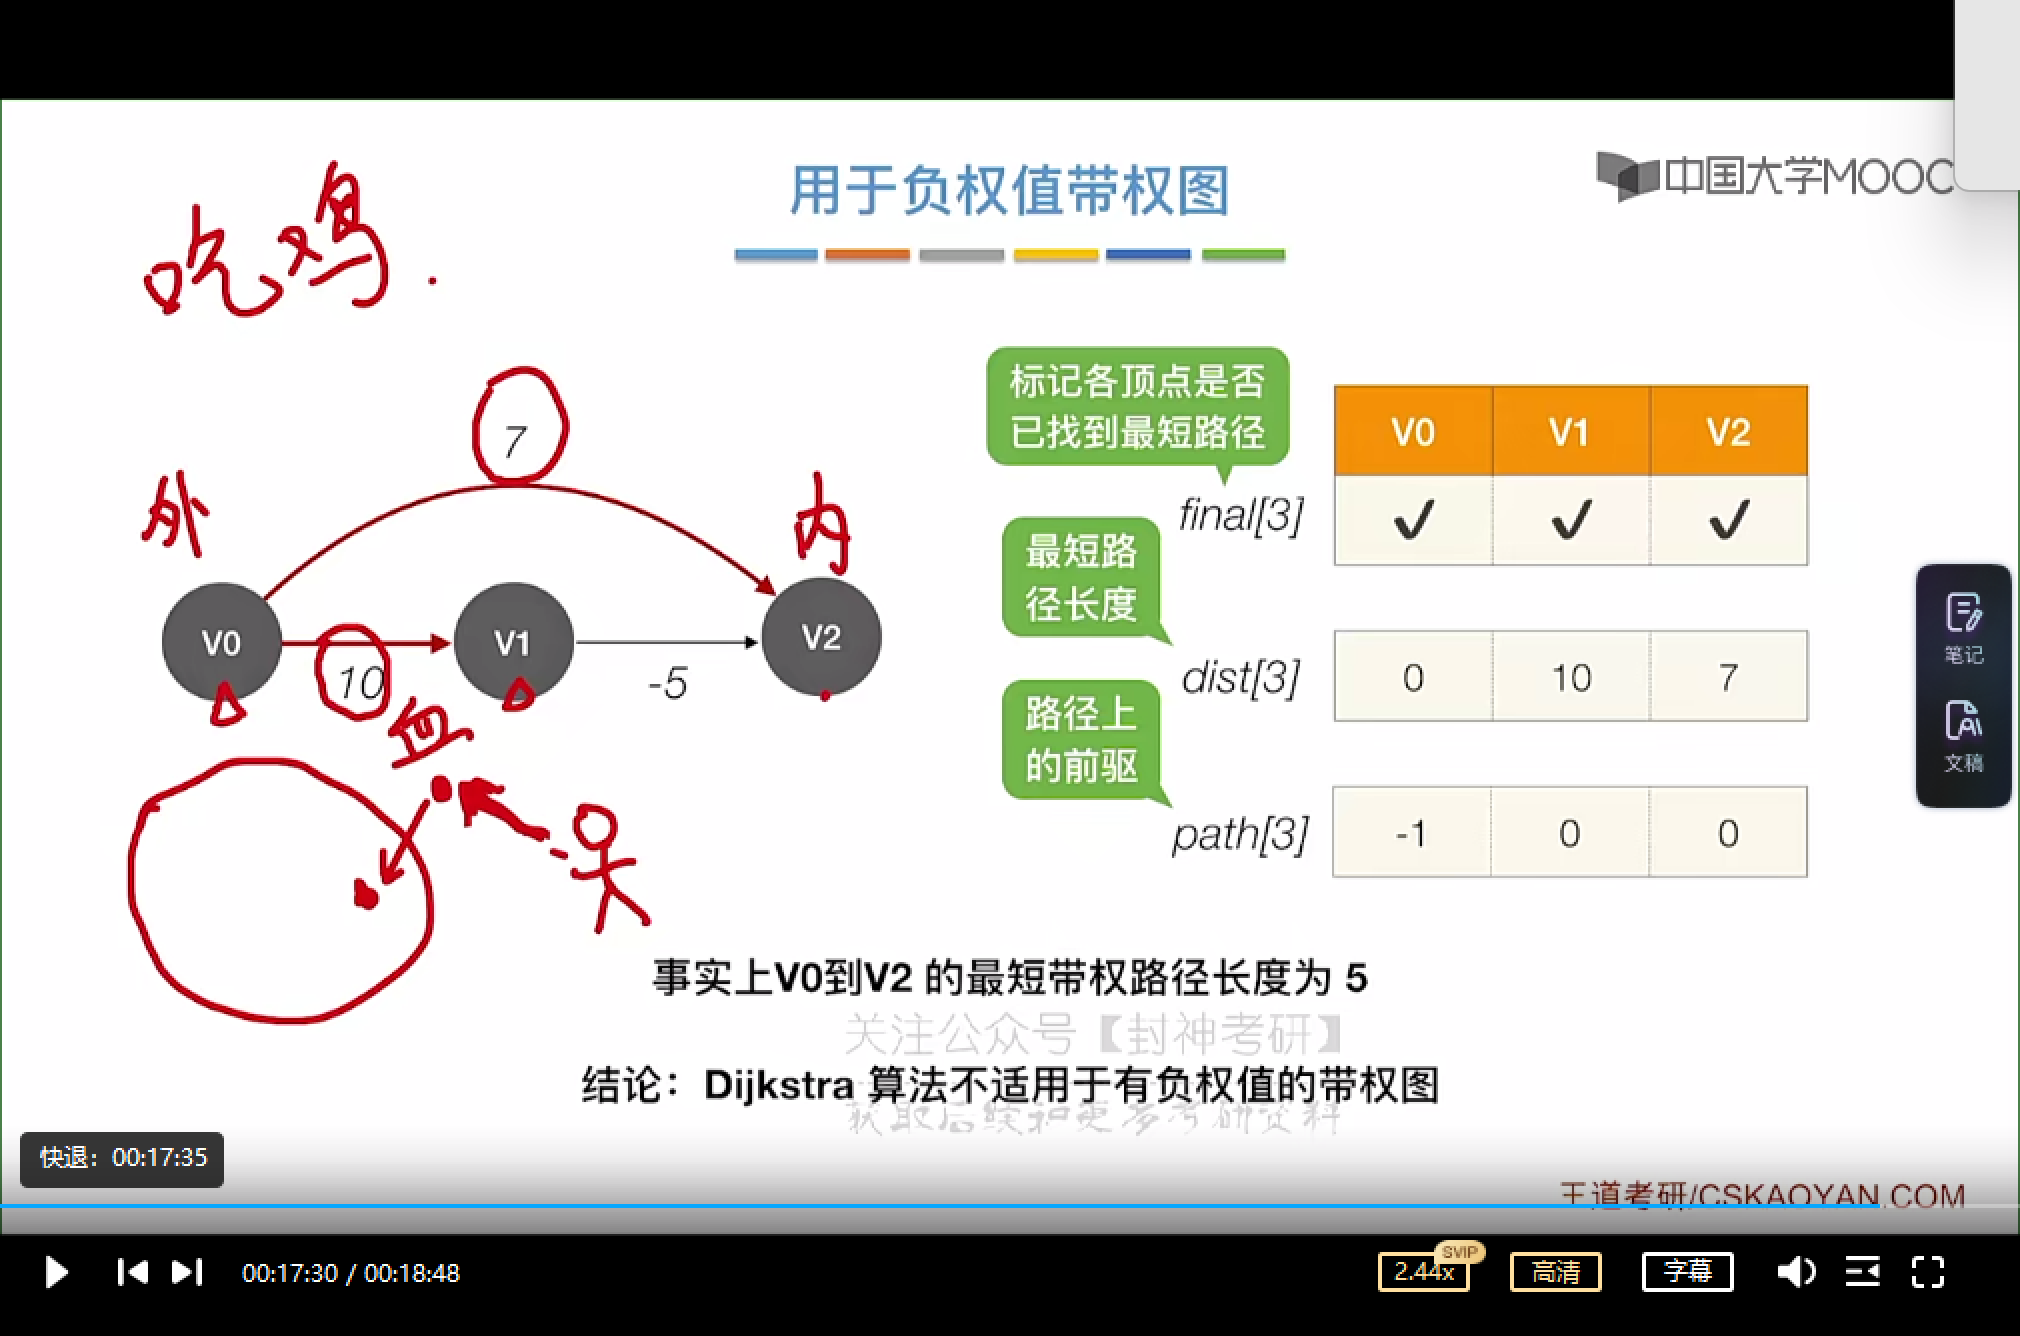 用于负权值带权图
中国大学MOOC
吃鸡.
标记各顶点是否
已找到最短路径
V0 V1 V2
final[3] ✓ ✓ ✓
最短路
径长度
dist[3] 0 10 7
路径上
的前驱
path[3] -1 0 0
7
外
内
V0
10
V1
-5
V2
血
笔记
文稿
事实上V0到V2 的最短带权路径长度为 5
关注公众号【封神考研】
结论：Dijkstra 算法不适用于有负权值的带权图
获取后续和更多考研资料
快退：00:17:35
王道考研/CSKAOYAN.COM
00:17:30 / 00:18:48
SVIP
2.44x
高清
字幕